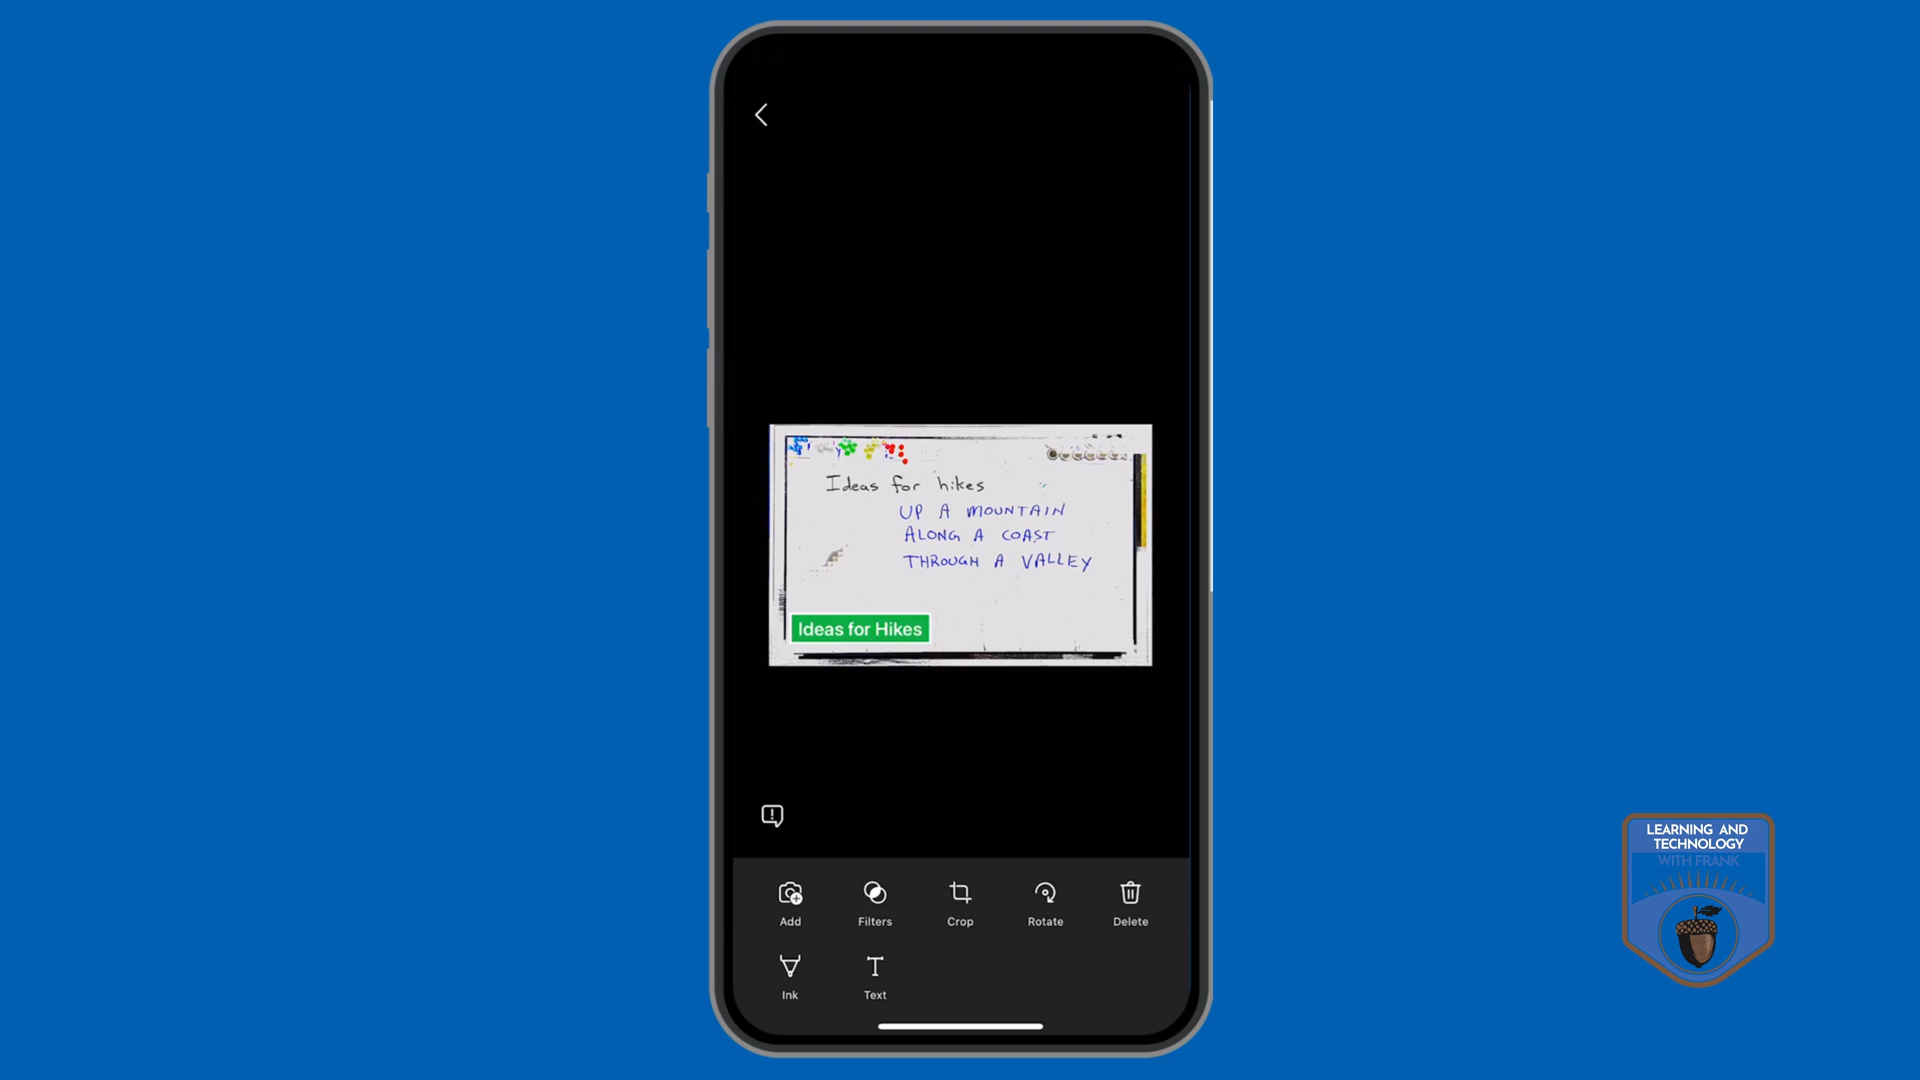 Ideas for hikes
UP A MOUNTAIN
ALONG A COAST
THROUGH A VALLEY
Ideas for Hikes
Add
Filters
Crop
Rotate
Delete
Ink
Text
LEARNING AND
TECHNOLOGY
WITH FRANK